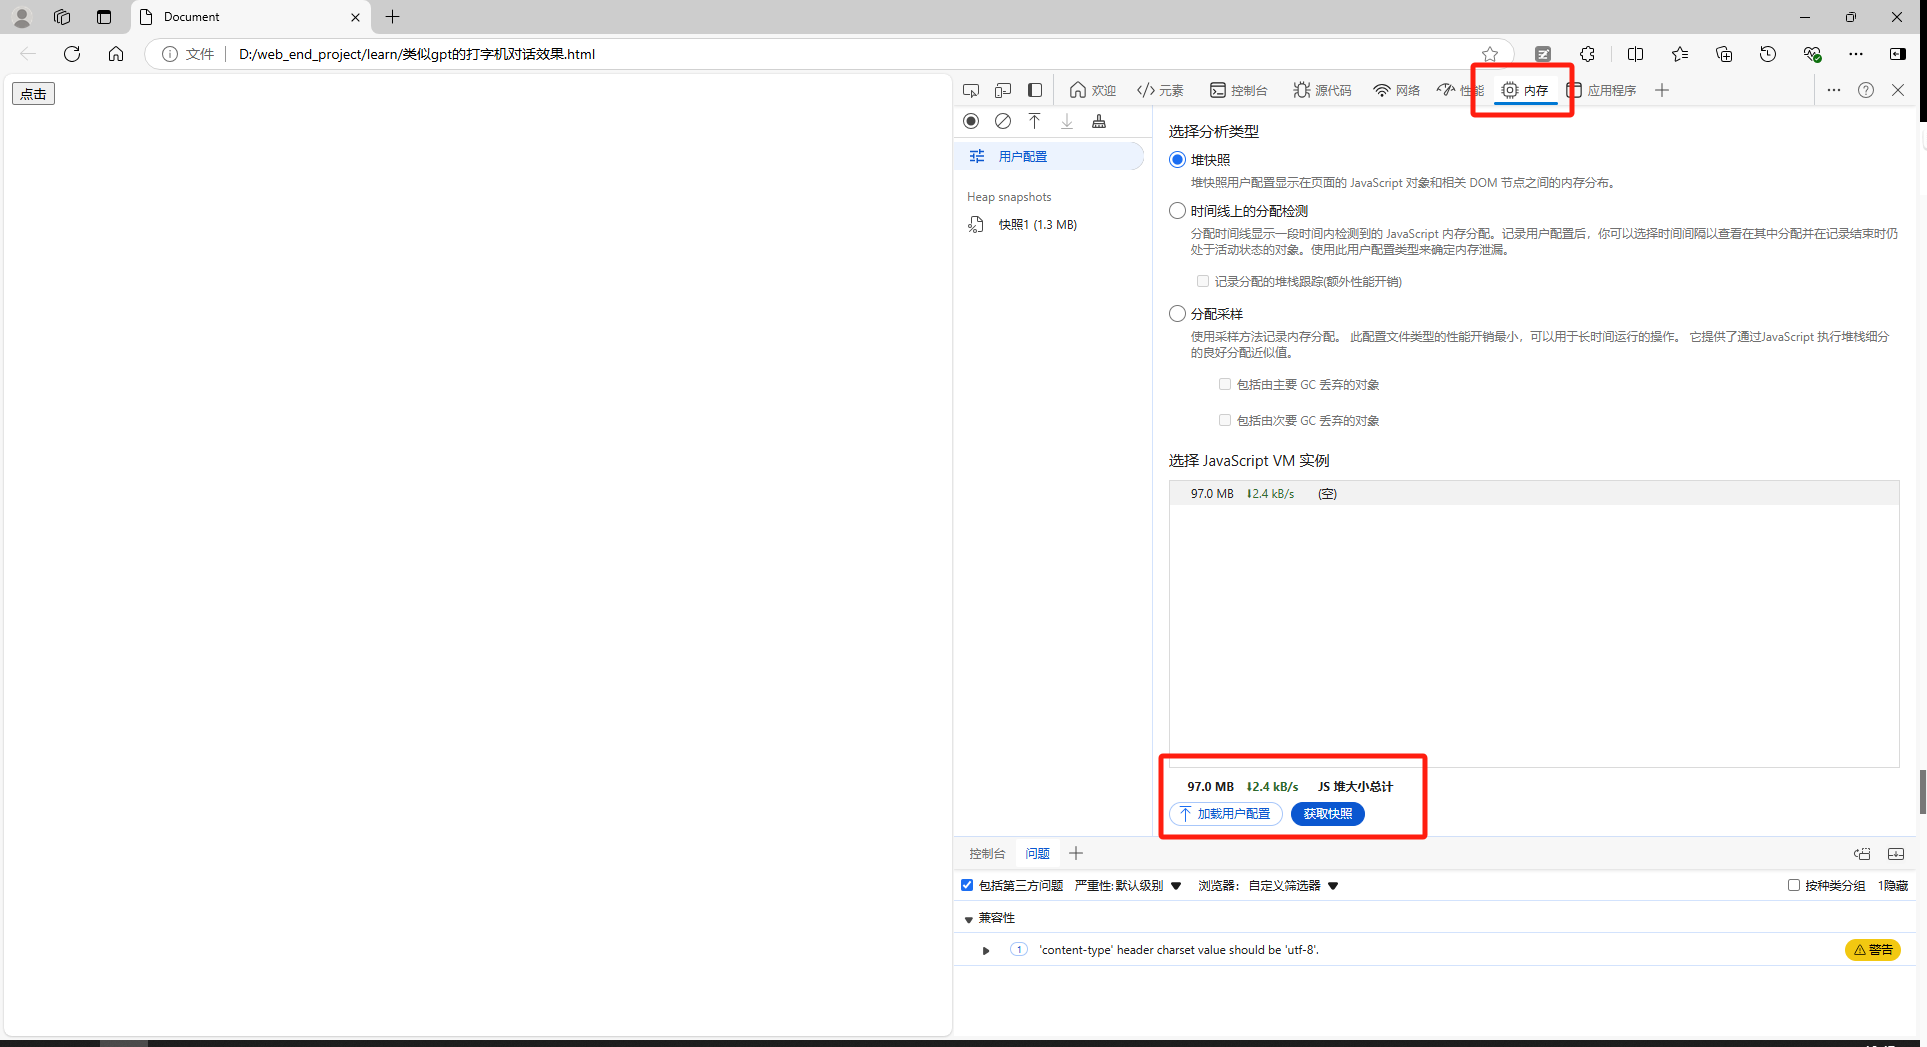 Document
文件
D:/web_end_project/learn/类似gpt的打字机对话效果.html
点击
欢迎
元素
控制台
源代码
网络
性能
内存
应用程序
用户配置
Heap snapshots
快照1 (1.3 MB)
选择分析类型
堆快照
堆快照用户配置显示在页面的 JavaScript 对象和相关 DOM 节点之间的内存分布。
时间线上的分配检测
分配时间线显示一段时间内检测到的 JavaScript 内存分配。记录用户配置后，你可以选择时间间隔以查看在其中分配并在记录结束时仍
处于活动状态的对象。使用此用户配置类型来确定内存泄漏。
记录分配的堆栈跟踪(额外性能开销)
分配采样
使用采样方法记录内存分配。 此配置文件类型的性能开销最小，可以用于长时间运行的操作。 它提供了通过JavaScript 执行堆栈细分
的良好分配近似值。
包括由主要 GC 丢弃的对象
包括由次要 GC 丢弃的对象
选择 JavaScript VM 实例
97.0 MB ⬇2.4 kB/s (空)
97.0 MB ⬇2.4 kB/s JS 堆大小总计
加载用户配置
获取快照
控制台
问题
包括第三方问题 严重性: 默认级别 ▼ 浏览器: 自定义筛选器 ▼
按种类分组 1隐藏
兼容性
1 'content-type' header charset value should be 'utf-8'.
警告